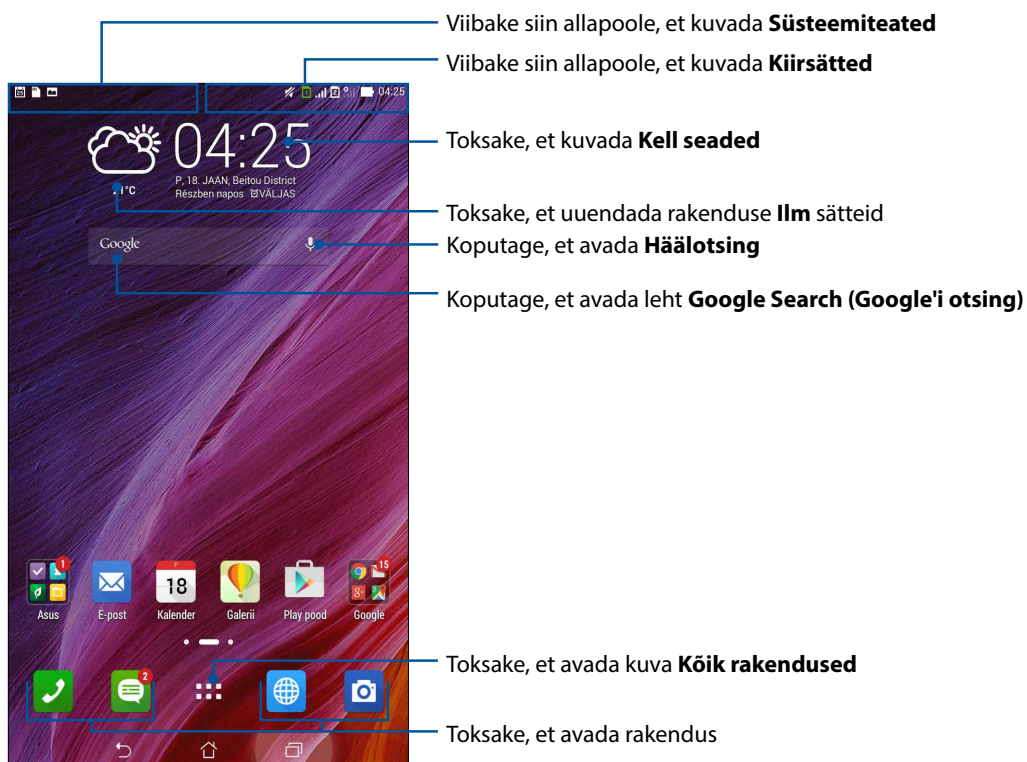 Viibake siin allapoole, et kuvada Süsteemiteated
Viibake siin allapoole, et kuvada Kiirsätted
04:25
04:25
P, 18. JAAN, Beitou District
Részben napos VÄLJAS
Toksake, et kuvada Kell seaded
Toksake, et uuendada rakenduse Ilm sätteid
Google
Koputage, et avada Häälotsing
Koputage, et avada leht Google Search (Google'i otsing)
1
18
15
Asus
E-post
Kalender
Galerii
Play pood
Google
2
Toksake, et avada kuva Kõik rakendused
Toksake, et avada rakendus